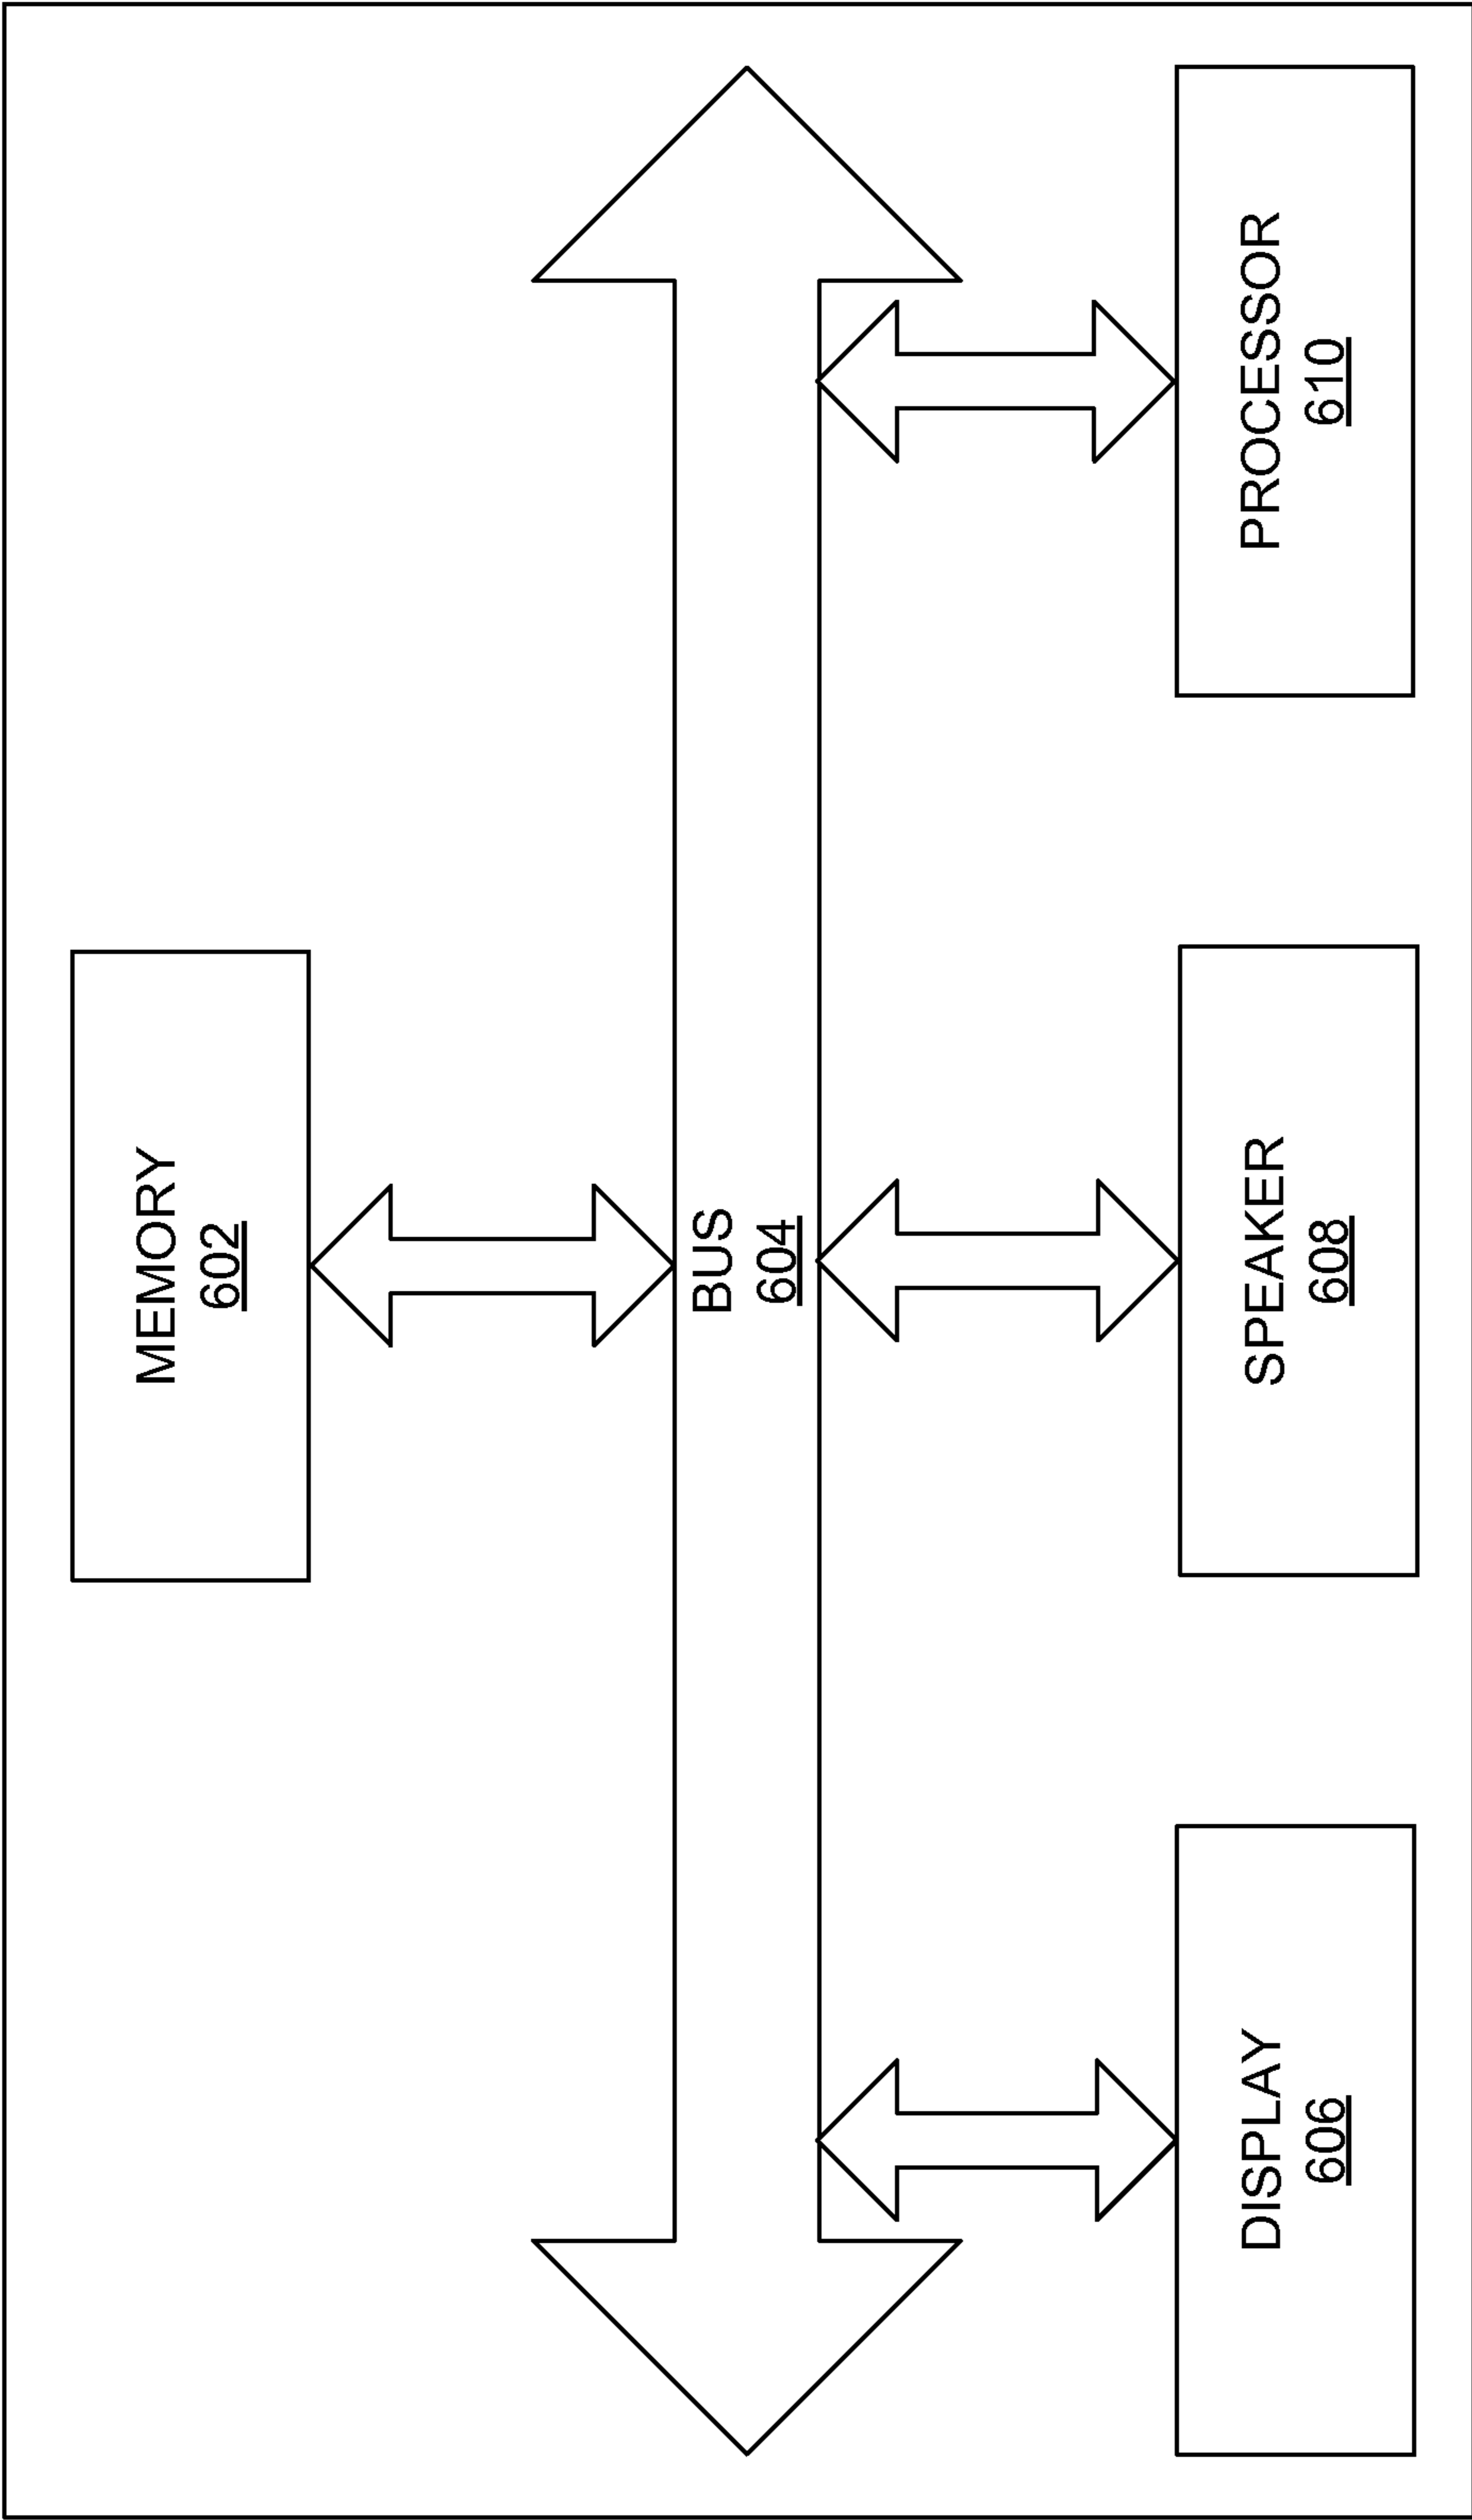 MEMORY
602
BUS
604
DISPLAY
606
SPEAKER
608
PROCESSOR
610